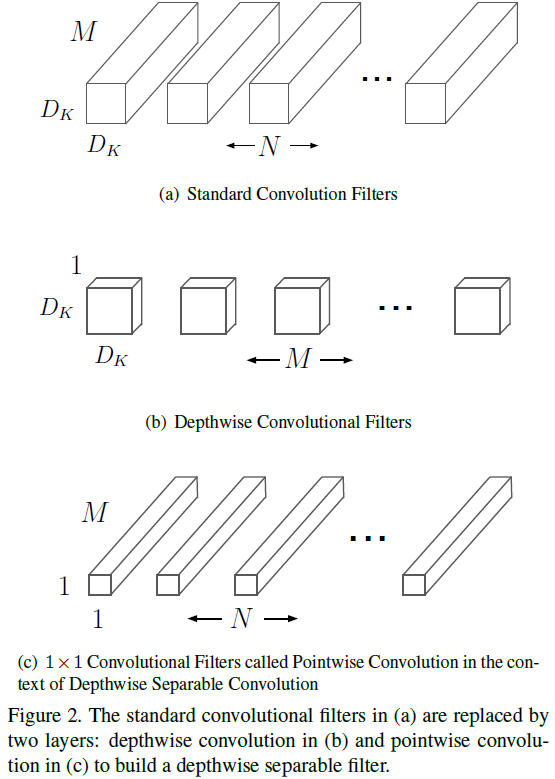 M
D_K
D_K
N
...
(a) Standard Convolution Filters
1
D_K
D_K
M
...
(b) Depthwise Convolutional Filters
M
1
1
N
...
(c) 1 × 1 Convolutional Filters called Pointwise Convolution in the con-
text of Depthwise Separable Convolution
Figure 2. The standard convolutional filters in (a) are replaced by
two layers: depthwise convolution in (b) and pointwise convolu-
tion in (c) to build a depthwise separable filter.